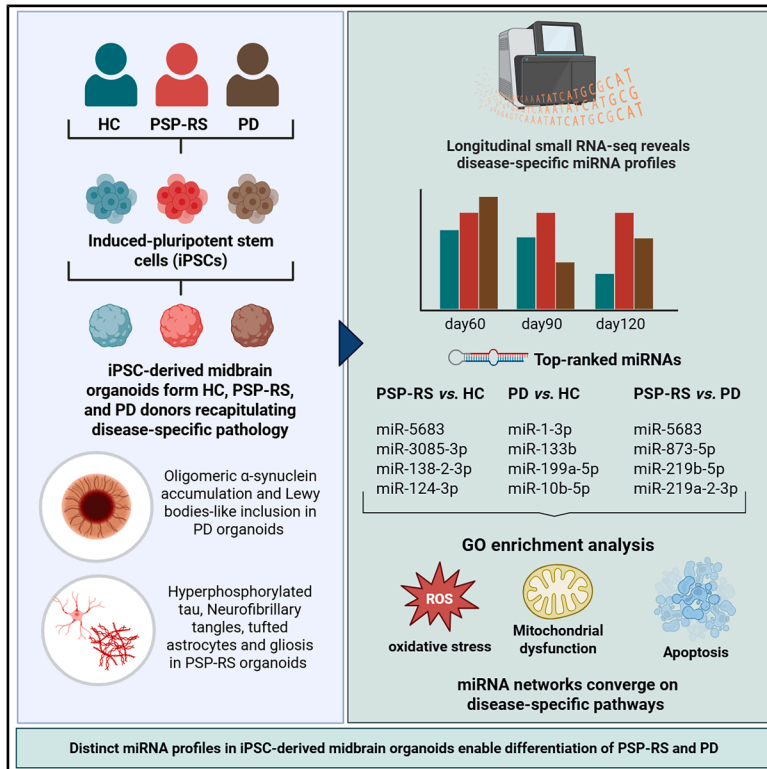 HC PSP-RS PD
Induced-pluripotent stem
cells (iPSCs)
iPSC-derived midbrain
organoids form HC, PSP-RS,
and PD donors recapitulating
disease-specific pathology
Oligomeric α-synuclein
accumulation and Lewy
bodies-like inclusion in
PD organoids
Hyperphosphorylated
tau, Neurofibrillary
tangles, tufted
astrocytes and gliosis
in PSP-RS organoids
Longitudinal small RNA-seq reveals
disease-specific miRNA profiles
day60 day90 day120
Top-ranked miRNAs
PSP-RS vs. HC PD vs. HC PSP-RS vs. PD
miR-5683 miR-1-3p miR-5683
miR-3085-3p miR-133b miR-873-5p
miR-138-2-3p miR-199a-5p miR-219b-5p
miR-124-3p miR-10b-5p miR-219a-2-3p
GO enrichment analysis
ROS
oxidative stress
Mitochondrial
dysfunction
Apoptosis
miRNA networks converge on
disease-specific pathways
Distinct miRNA profiles in iPSC-derived midbrain organoids enable differentiation of PSP-RS and PD